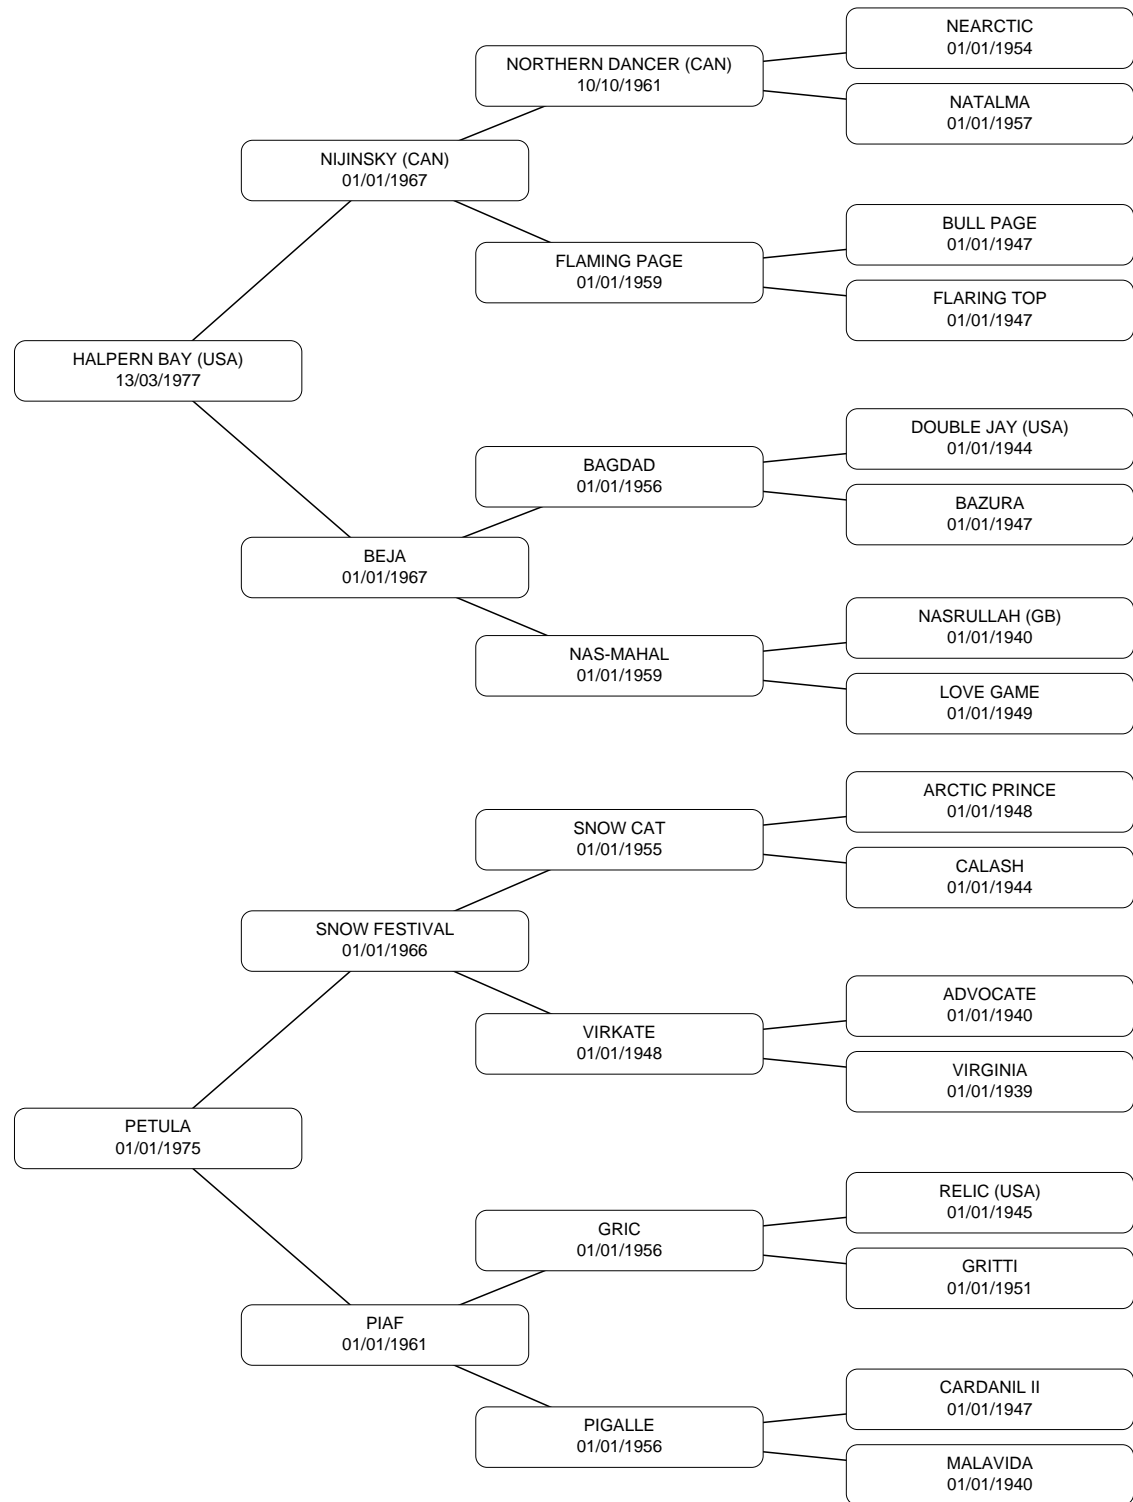 NEARCTIC
01/01/1954
NORTHERN DANCER (CAN)
10/10/1961
NATALMA
01/01/1957
NIJINSKY (CAN)
01/01/1967
BULL PAGE
01/01/1947
FLAMING PAGE
01/01/1959
FLARING TOP
01/01/1947
HALPERN BAY (USA)
13/03/1977
DOUBLE JAY (USA)
01/01/1944
BAGDAD
01/01/1956
BAZURA
01/01/1947
BEJA
01/01/1967
NASRULLAH (GB)
01/01/1940
NAS-MAHAL
01/01/1959
LOVE GAME
01/01/1949
ARCTIC PRINCE
01/01/1948
SNOW CAT
01/01/1955
CALASH
01/01/1944
SNOW FESTIVAL
01/01/1966
ADVOCATE
01/01/1940
VIRKATE
01/01/1948
VIRGINIA
01/01/1939
PETULA
01/01/1975
RELIC (USA)
01/01/1945
GRIC
01/01/1956
GRITTI
01/01/1951
PIAF
01/01/1961
CARDANIL II
01/01/1947
PIGALLE
01/01/1956
MALAVIDA
01/01/1940